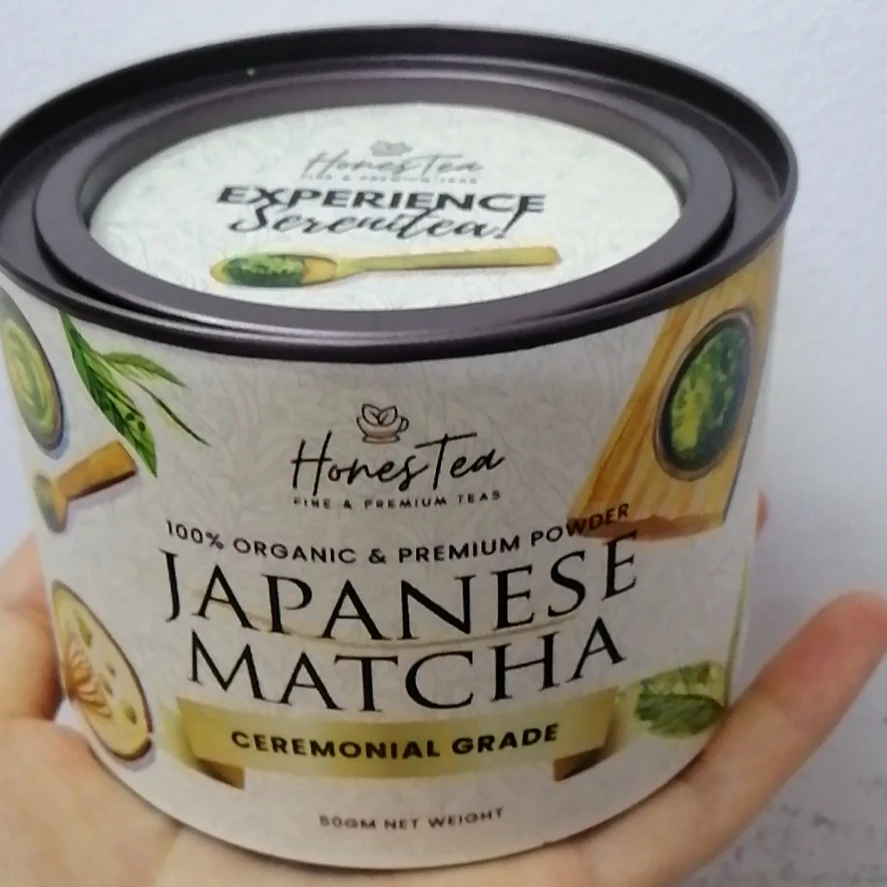 HonesTea
FINE & PREMIUM TEAS
EXPERIENCE
Serenitea!
HonesTea
FINE & PREMIUM TEAS
100% ORGANIC & PREMIUM POWDER
JAPANESE
MATCHA
CEREMONIAL GRADE
50GM NET WEIGHT